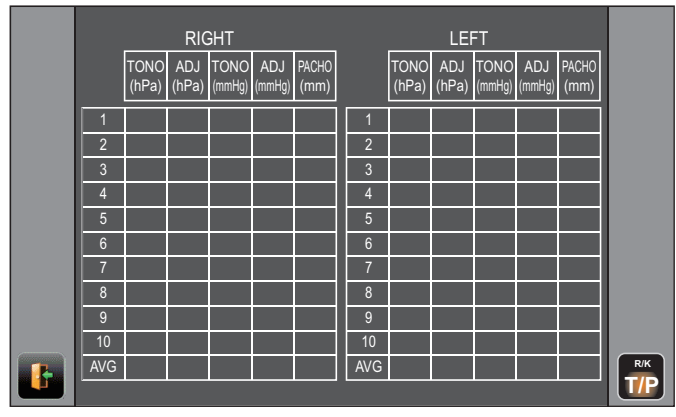 RIGHT LEFT
TONO (hPa) ADJ (hPa) TONO (mmHg) ADJ (mmHg) PACHO (mm) TONO (hPa) ADJ (hPa) TONO (mmHg) ADJ (mmHg) PACHO (mm)
1 1
2 2
3 3
4 4
5 5
6 6
7 7
8 8
9 9
10 10
AVG AVG
R/K
T/P